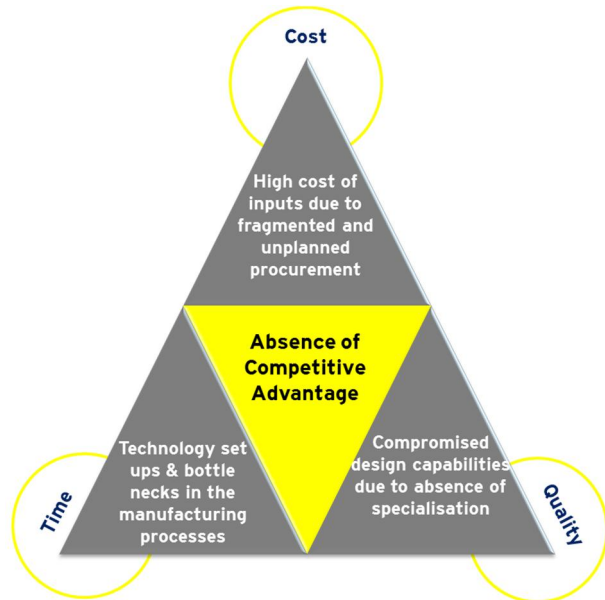 Cost
High cost of
inputs due to
fragmented and
unplanned
procurement
Absence of
Competitive
Advantage
Technology set
ups & bottle
necks in the
manufacturing
processes
Compromised
design capabilities
due to absence of
specialisation
Time
Quality